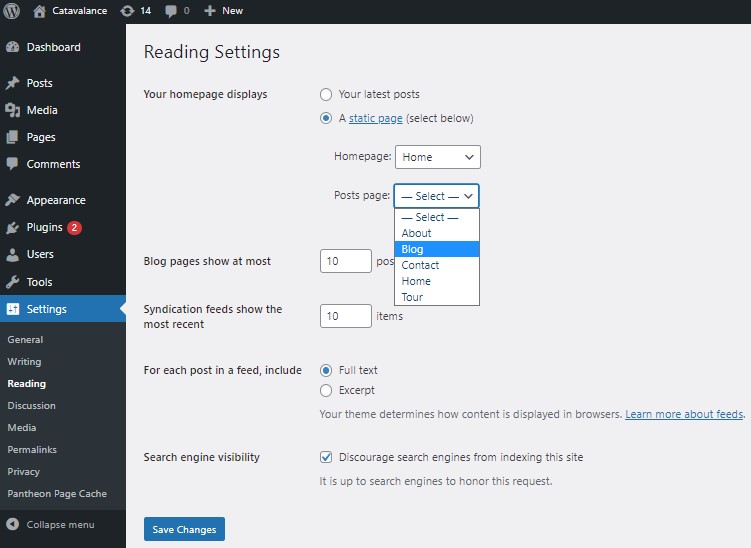 Catavalance 14 0 New
Dashboard
Posts
Media
Pages
Comments
Appearance
Plugins 2
Users
Tools
Settings
General
Writing
Reading
Discussion
Media
Permalinks
Privacy
Pantheon Page Cache
Collapse menu
Reading Settings
Your homepage displays
Your latest posts
A static page (select below)
Homepage: Home
Posts page: — Select —
— Select —
About
Blog
Contact
Home
Tour
Blog pages show at most
10 pos
Syndication feeds show the
most recent
10 items
For each post in a feed, include
Full text
Excerpt
Your theme determines how content is displayed in browsers. Learn more about feeds.
Search engine visibility
Discourage search engines from indexing this site
It is up to search engines to honor this request.
Save Changes